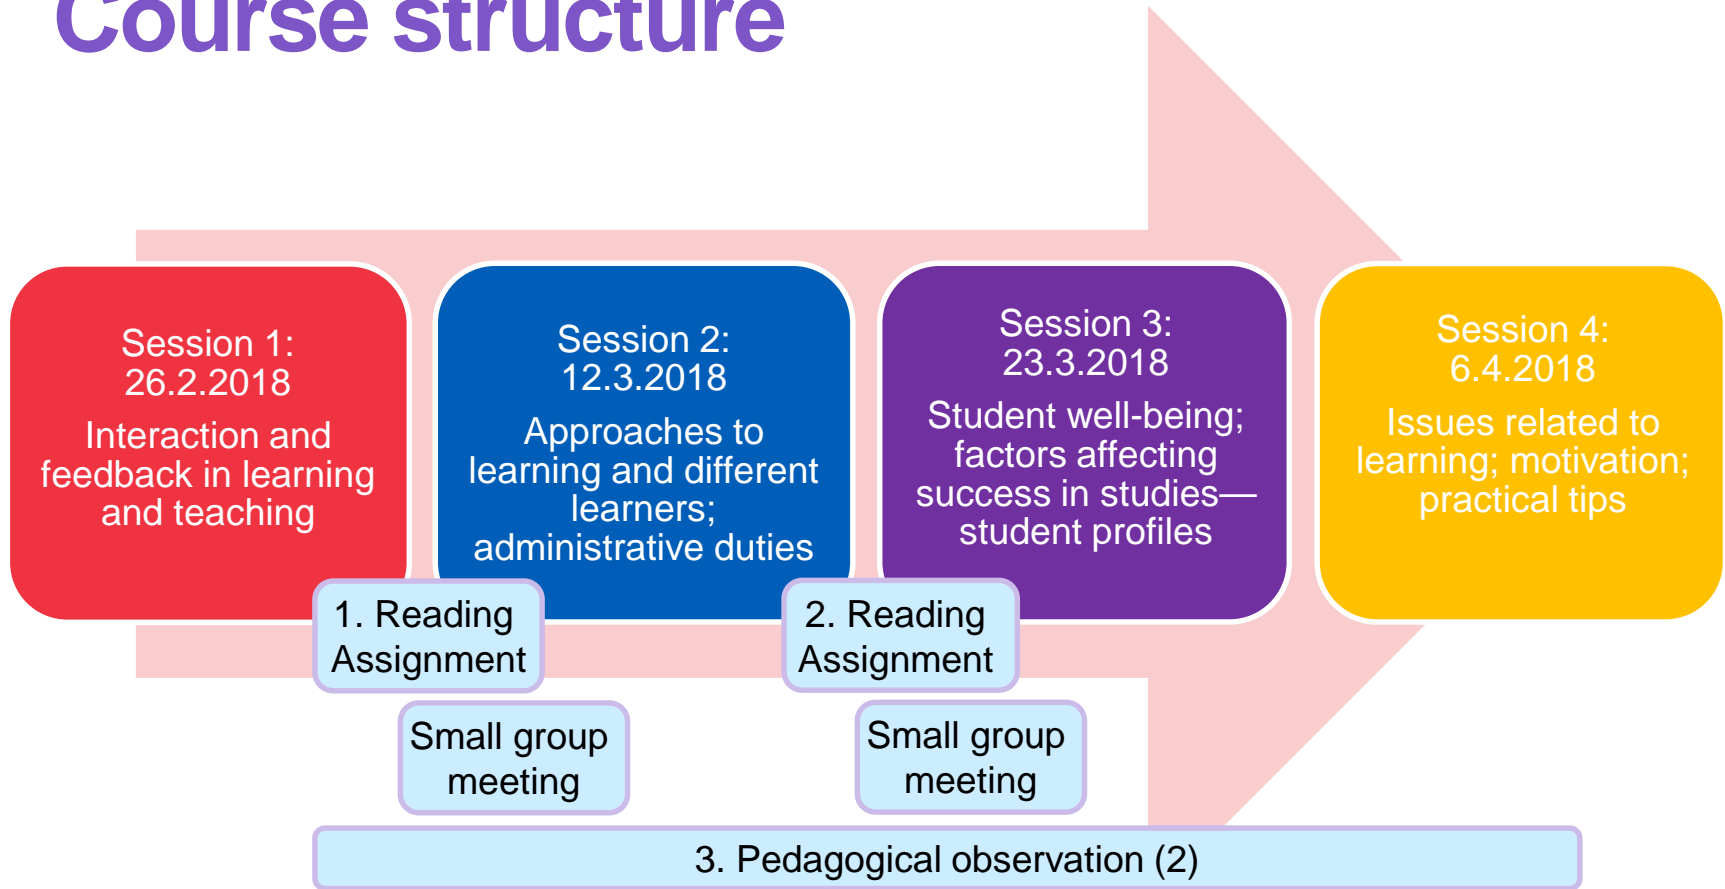 Course structure
Session 1:
26.2.2018
Interaction and
feedback in learning
and teaching
Session 2:
12.3.2018
Approaches to
learning and different
learners;
administrative duties
Session 3:
23.3.2018
Student well-being;
factors affecting
success in studies—
student profiles
Session 4:
6.4.2018
Issues related to
learning; motivation;
practical tips
1. Reading
Assignment
2. Reading
Assignment
Small group
meeting
Small group
meeting
3. Pedagogical observation (2)